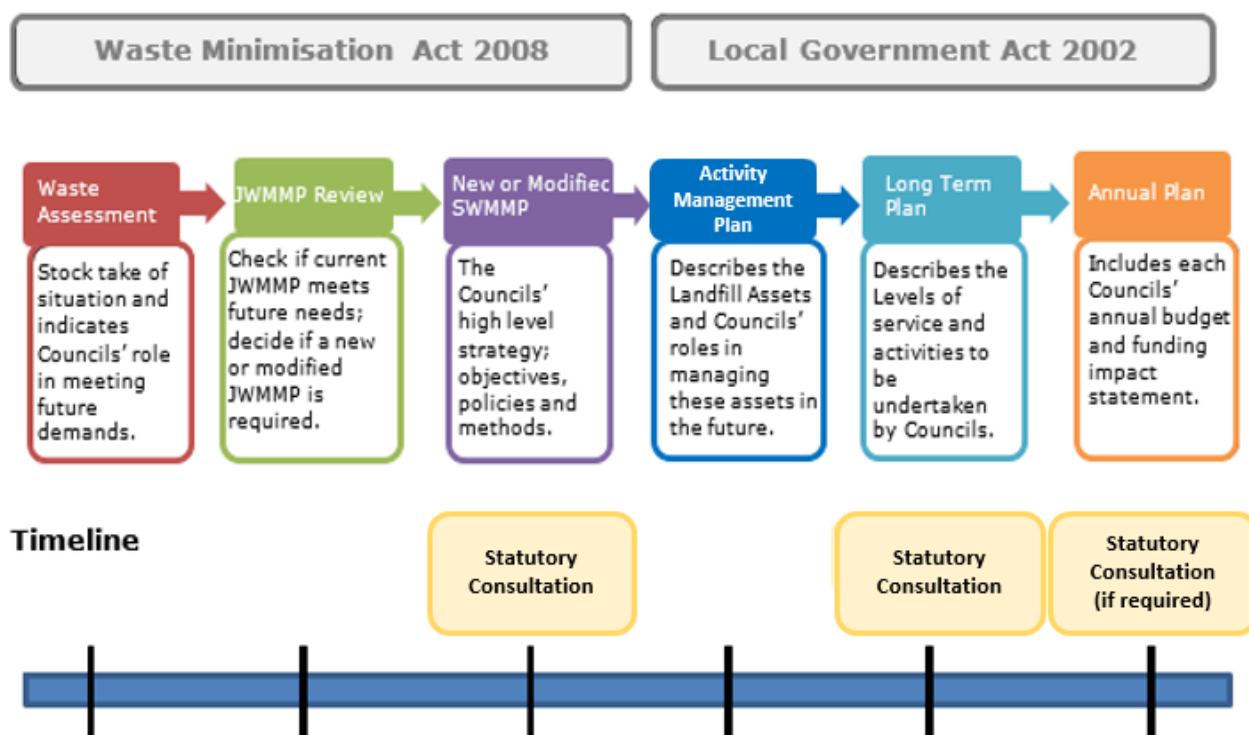 Waste Minimisation Act 2008
Local Government Act 2002
Waste
Assessment
Stock take of
situation and
indicates
Councils' role
in meeting
future
demands.
JWMMP Review
Check if current
JWMMP meets
future needs;
decide if a new
or modified
JWMMP is
required.
New or Modified
SWMMP
The
Councils'
high level
strategy;
objectives,
policies and
methods.
Activity
Management
Plan
Describes the
Landfill Assets
and Councils'
roles in
managing
these assets in
the future.
Long Term
Plan
Describes the
Levels of
service and
activities to
be
undertaken
by Councils.
Annual Plan
Includes each
Councils'
annual budget
and funding
impact
statement.
Timeline
Statutory
Consultation
Statutory
Consultation
Statutory
Consultation
(if required)